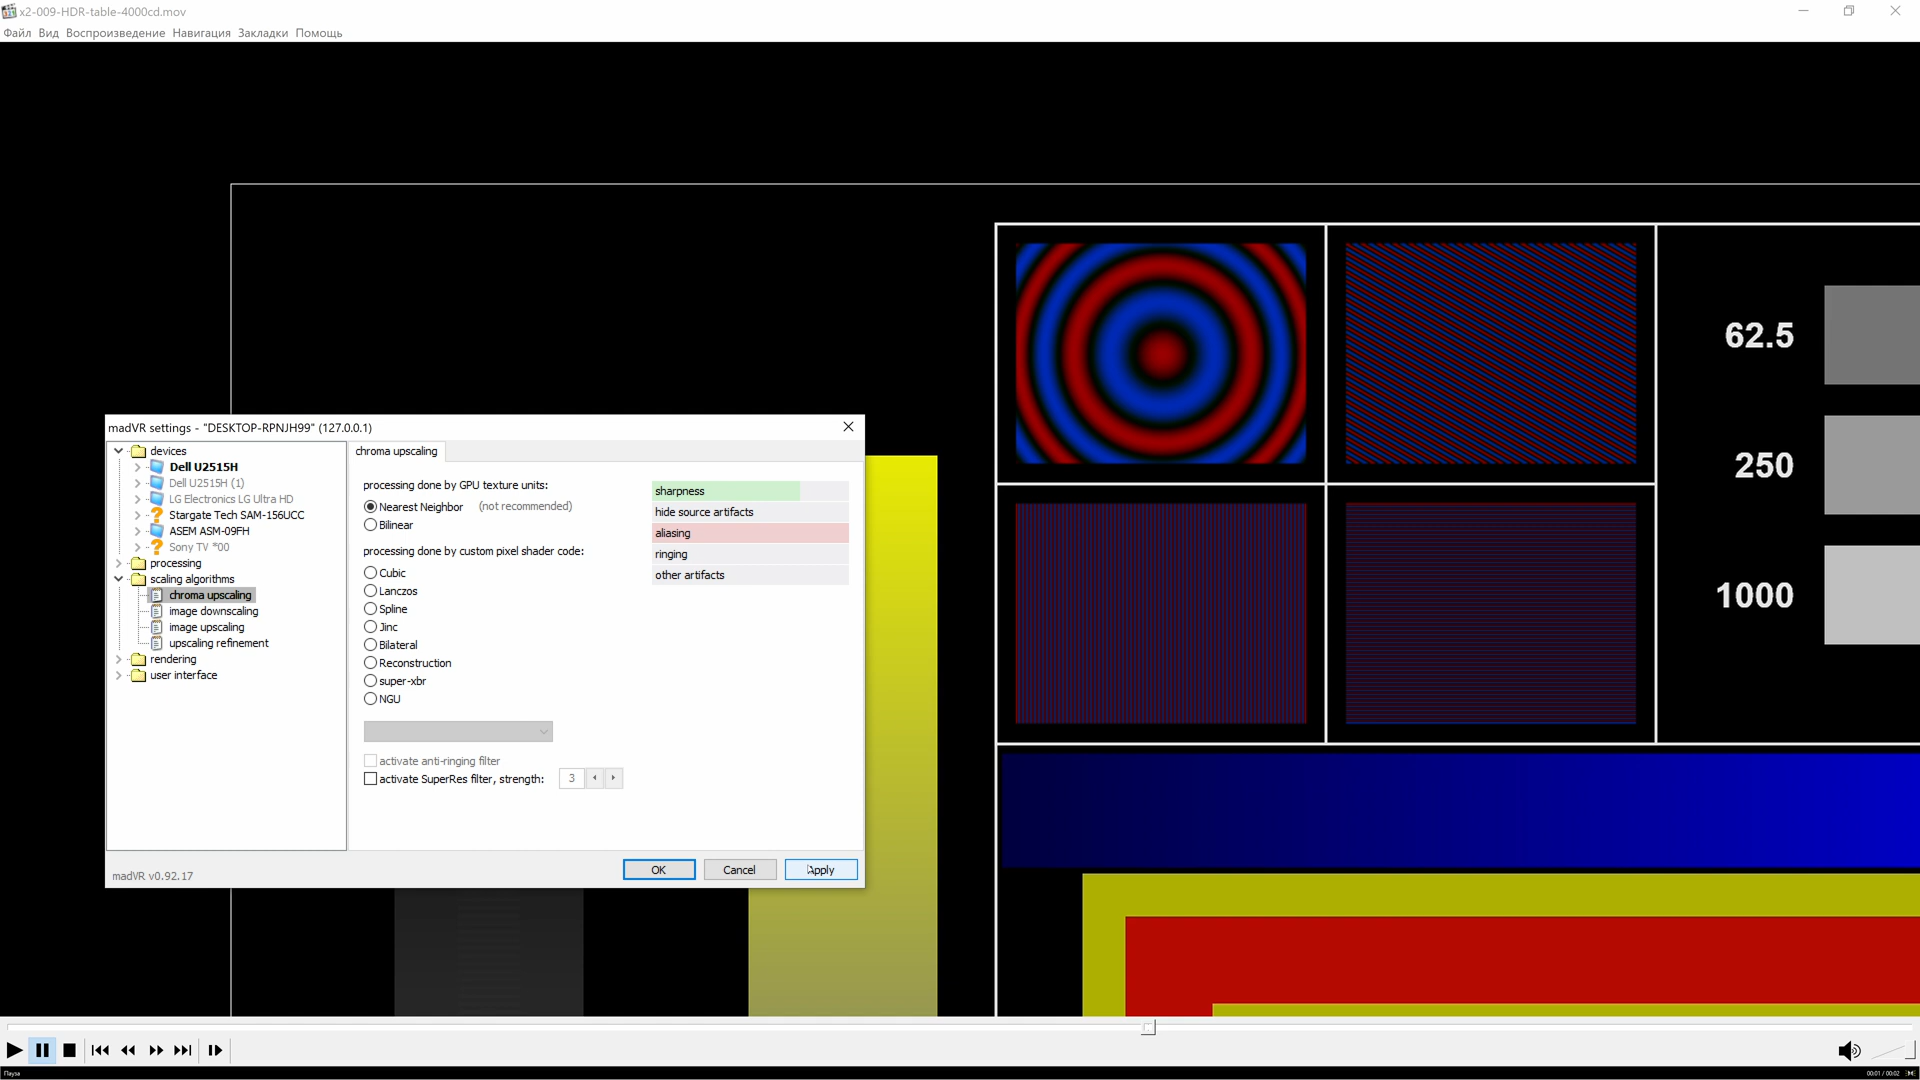 x2-009-HDR-table-4000cd.mov
Файл Вид Воспроизведение Навигация Закладки Помощь
62.5
250
1000
madVR settings - "DESKTOP-RPNJH99" (127.0.0.1)
devices
Dell U2515H
Dell U2515H (1)
LG Electronics LG Ultra HD
Stargate Tech SAM-156UCC
ASEM ASM-09FH
Sony TV *00
processing
scaling algorithms
chroma upscaling
image downscaling
image upscaling
upscaling refinement
rendering
user interface
chroma upscaling
processing done by GPU texture units:
Nearest Neighbor (not recommended)
Bilinear
processing done by custom pixel shader code:
Cubic
Lanczos
Spline
Jinc
Bilateral
Reconstruction
super-xbr
NGU
activate anti-ringing filter
activate SuperRes filter, strength: 3
sharpness
hide source artifacts
aliasing
ringing
other artifacts
madVR v0.92.17
OK
Cancel
Apply
Пауза
00:01 / 00:02